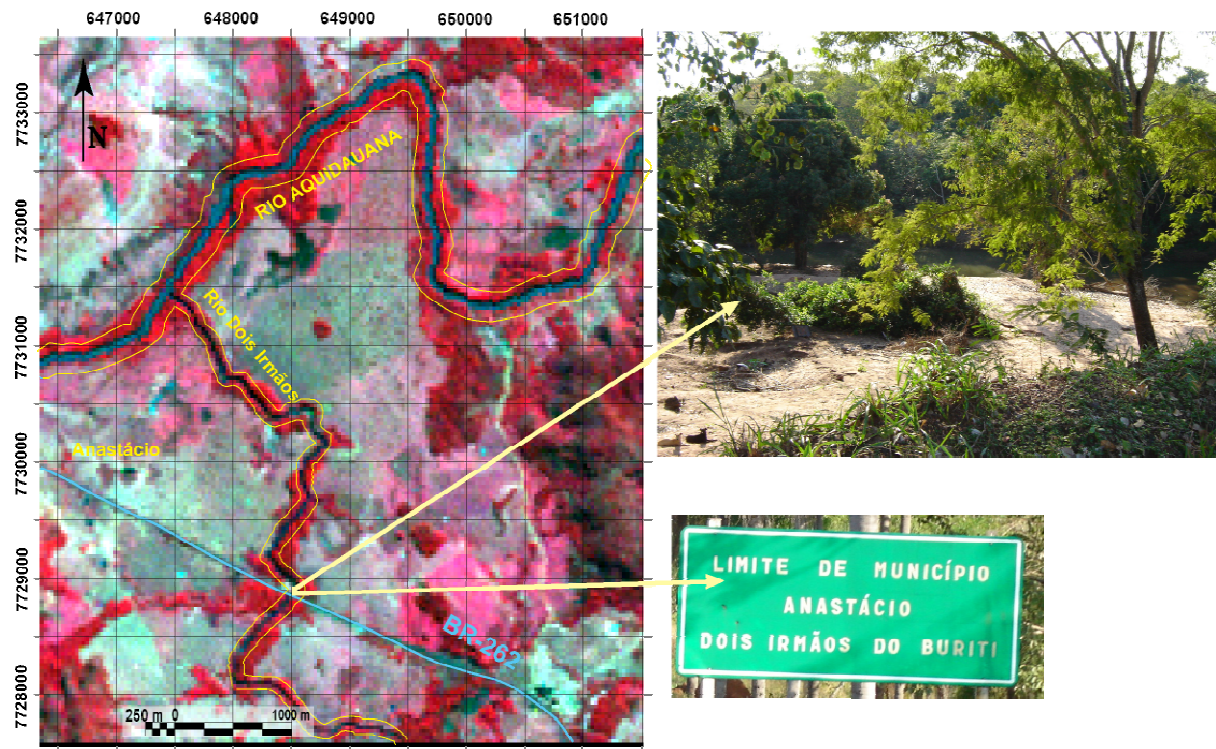 647000 648000 649000 650000 651000
7733000
7732000
7731000
7730000
7729000
7728000
N
RIO AQUIDAUANA
Rio Dois Irmãos
Anastácio
BR-262
250 m 0 1000 m
LIMITE DE MUNICÍPIO
ANASTÁCIO
DOIS IRMÃOS DO BURITI